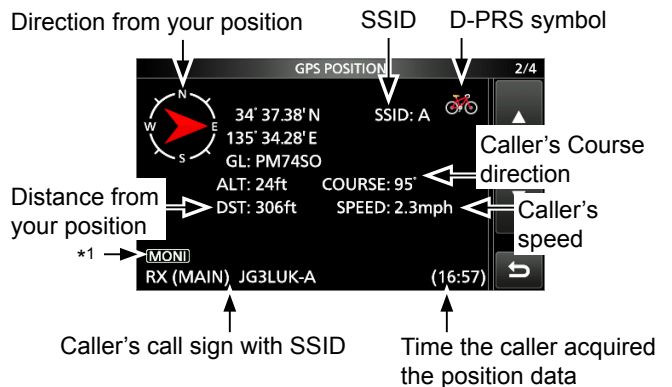 Direction from your position
SSID
D-PRS symbol
GPS POSITION
2/4
N
W
E
S
34°37.38'N
SSID: A
135°34.28'E
GL: PM74SO
Caller's Course
direction
ALT: 24ft
COURSE: 95°
Distance from
your position
DST: 306ft
SPEED: 2.3mph
Caller's
speed
*1
MONI
RX (MAIN) JG3LUK-A
(16:57)
Caller's call sign with SSID
Time the caller acquired
the position data